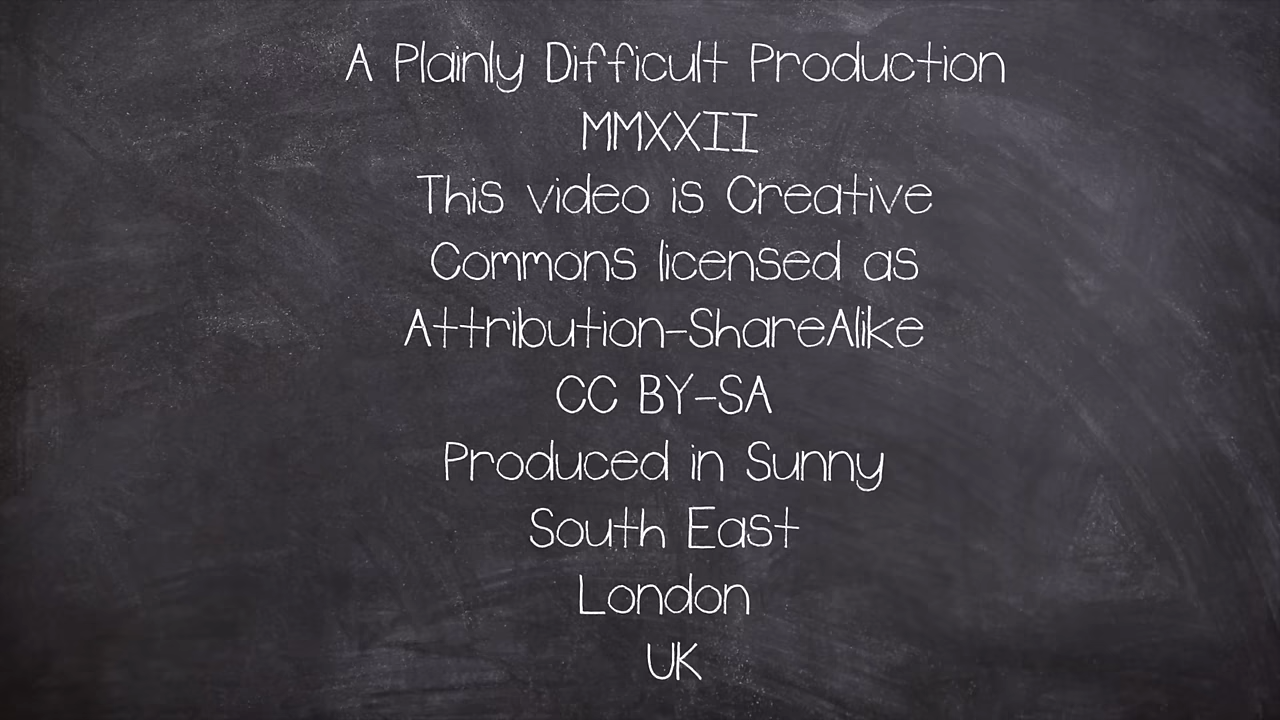 A Plainly Difficult Production
MMXXII
This video is Creative
Commons licensed as
Attribution-ShareAlike
CC BY-SA
Produced in Sunny
South East
London
UK